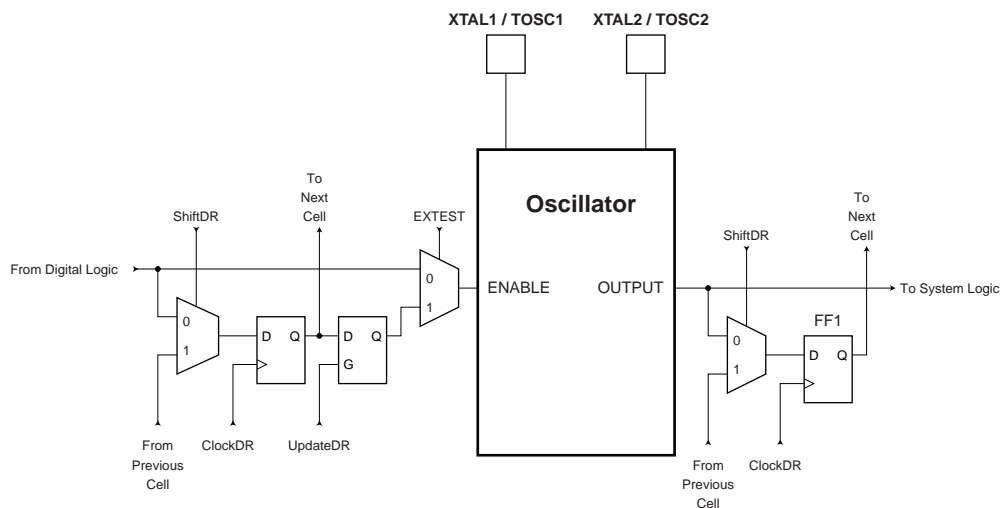 XTAL1 / TOSC1
XTAL2 / TOSC2
To
Next
Cell
ShiftDR
EXTEST
From Digital Logic
0
1
D Q
D Q
G
0
1
From
Previous
Cell
ClockDR
UpdateDR
Oscillator
ENABLE
OUTPUT
To
Next
Cell
ShiftDR
To System Logic
FF1
0
1
D Q
From
Previous
Cell
ClockDR